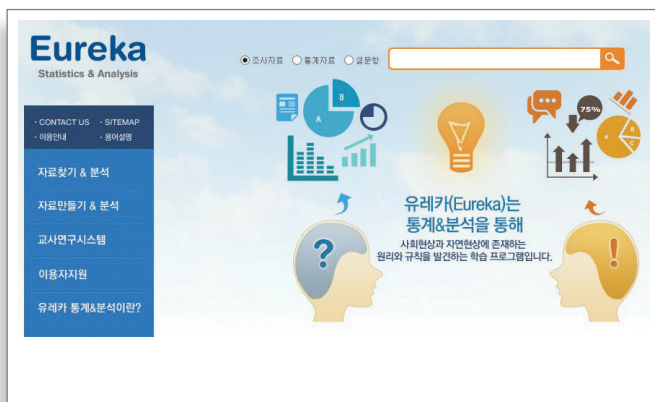 Eureka
Statistics & Analysis
조사자료 통계자료 설문항
· CONTACT US · SITEMAP
· 이용안내 · 용어설명
자료찾기 & 분석
자료만들기 & 분석
교사연구시스템
이용자지원
유레카 통계&분석이란?
A
B
75%
A
B
C
유레카(Eureka)는
통계&분석을 통해
사회현상과 자연현상에 존재하는
원리와 규칙을 발견하는 학습 프로그램입니다.
?
!